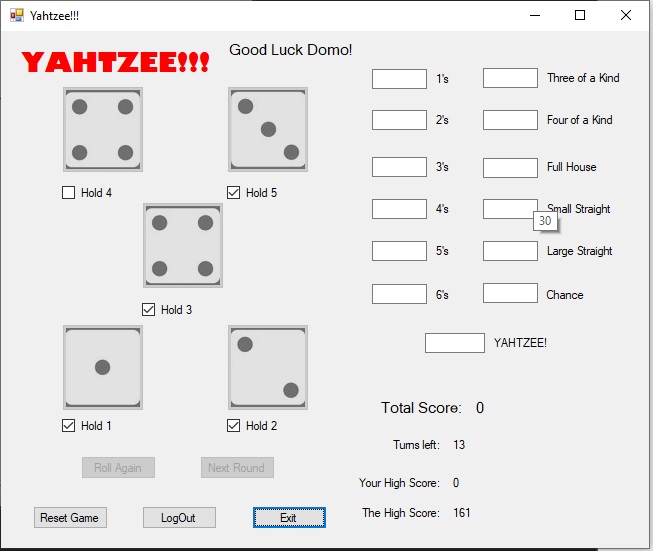 Yahtzee!!!
YAHTZEE!!!
Good Luck Domo!
1's
Three of a Kind
2's
Four of a Kind
3's
Full House
4's
Small Straight
30
5's
Large Straight
6's
Chance
YAHTZEE!
Hold 4
Hold 5
Hold 3
Hold 1
Hold 2
Total Score: 0
Turns left: 13
Roll Again
Next Round
Your High Score: 0
The High Score: 161
Reset Game
LogOut
Exit